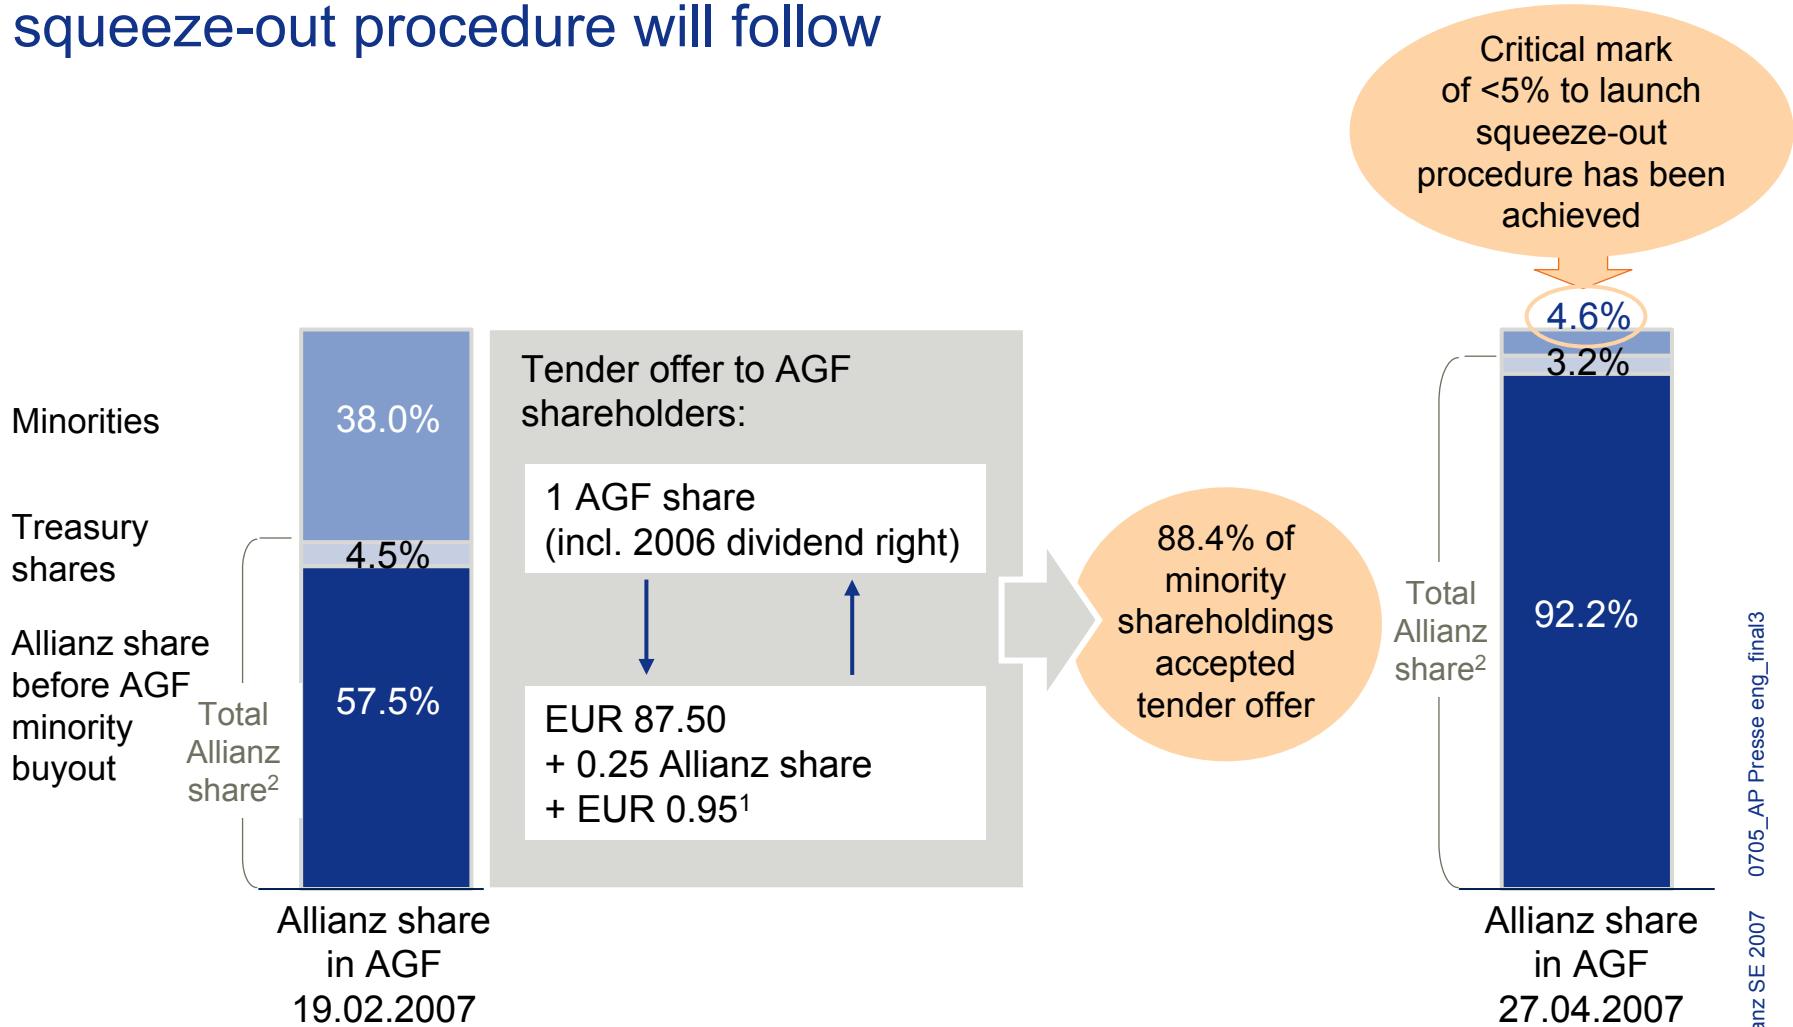 squeeze-out procedure will follow
Critical mark
of <5% to launch
squeeze-out
procedure has been
achieved
Minorities
Treasury
shares
Allianz share
before AGF
minority
buyout
Total
Allianz
share²
38.0%
4.5%
57.5%
Allianz share
in AGF
19.02.2007
Tender offer to AGF
shareholders:
1 AGF share
(incl. 2006 dividend right)
EUR 87.50
+ 0.25 Allianz share
+ EUR 0.95¹
88.4% of
minority
shareholdings
accepted
tender offer
Total
Allianz
share²
4.6%
3.2%
92.2%
Allianz share
in AGF
27.04.2007
anz SE 2007 0705_AP Presse eng_final3